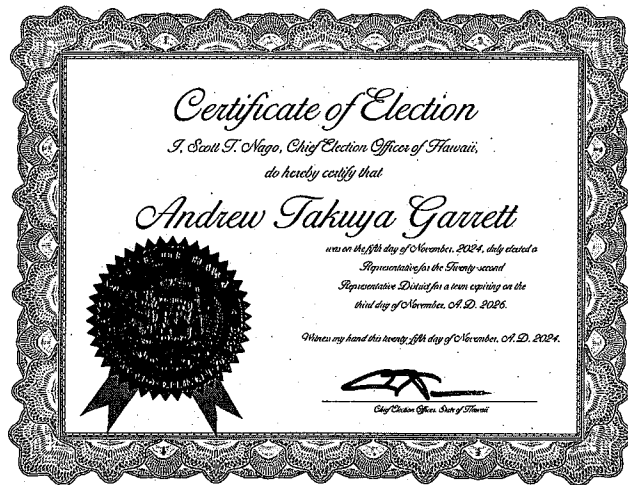 Certificate of Election
I, Scott T. Nago, Chief Election Officer of Hawaii,
do hereby certify that
Andrew Takuya Garrett
was on the fifth day of November, 2024, duly elected a
Representative for the Twenty-second
Representative District for a term expiring on the
third day of November, A.D. 2026.
Witness my hand this twenty-fifth day of November, A.D. 2024.
Chief Election Officer, State of Hawaii